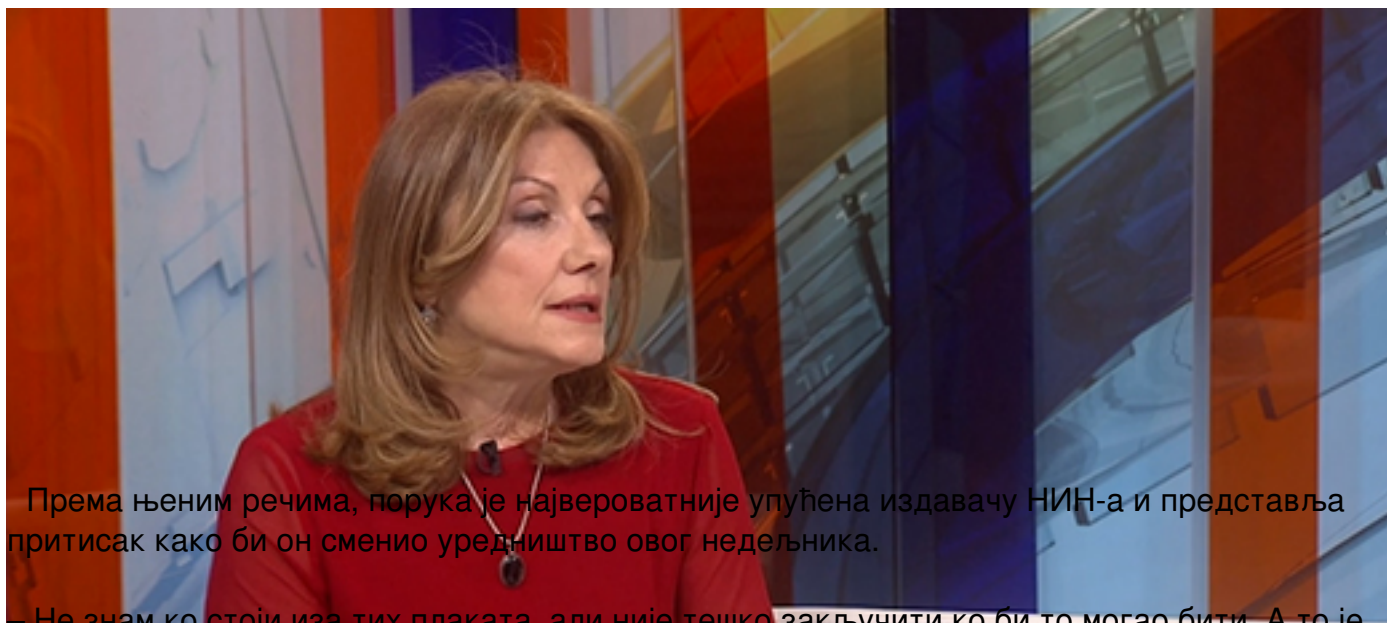 Према њеним речима, порука је највероватније упућена издавачу НИН-а и представља
притисак како би он сменио уредништво овог недељника.
– Не знам ко стоји иза тих плаката, али није тешко закључити ко би то могао бити. А то је